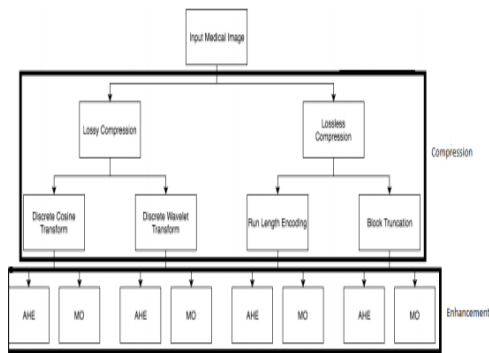 Input Medical Image
Lossy Compression
Lossless
Compression
Compression
Discrete Cosine
Transform
Discrete Wavelet
Transform
Run Length Encoding
Block Truncation
AHE
MO
AHE
MO
AHE
MO
AHE
MO
Enhancement